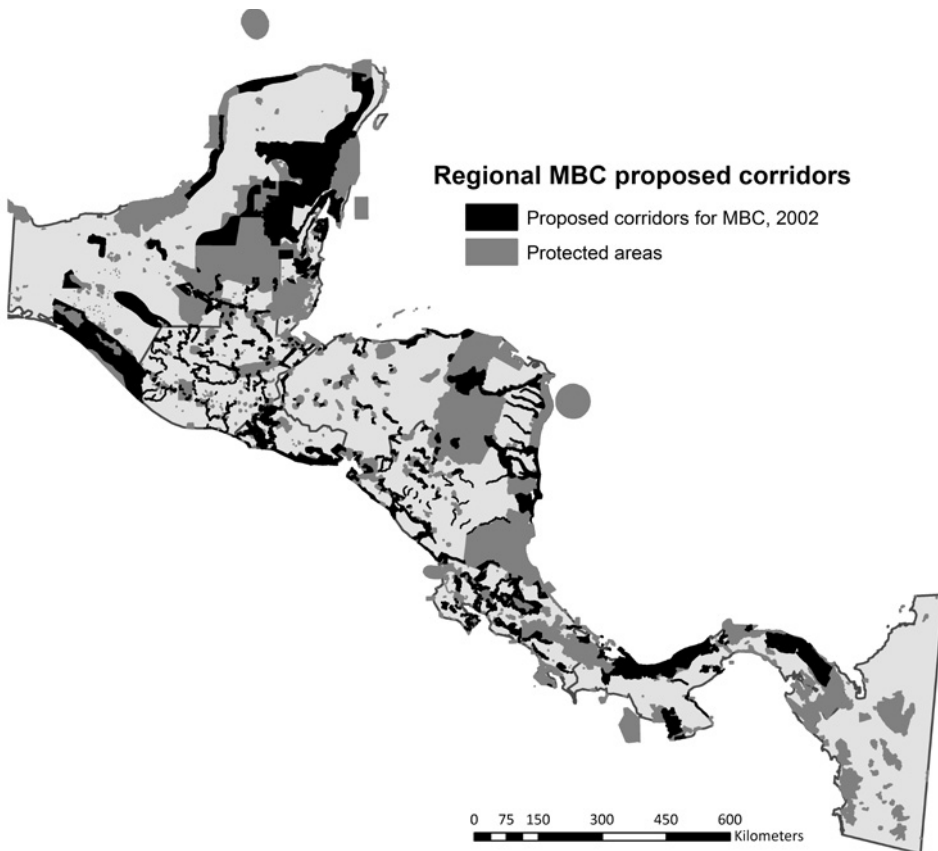 Regional MBC proposed corridors
Proposed corridors for MBC, 2002
Protected areas
0 75 150 300 450 600
Kilometers